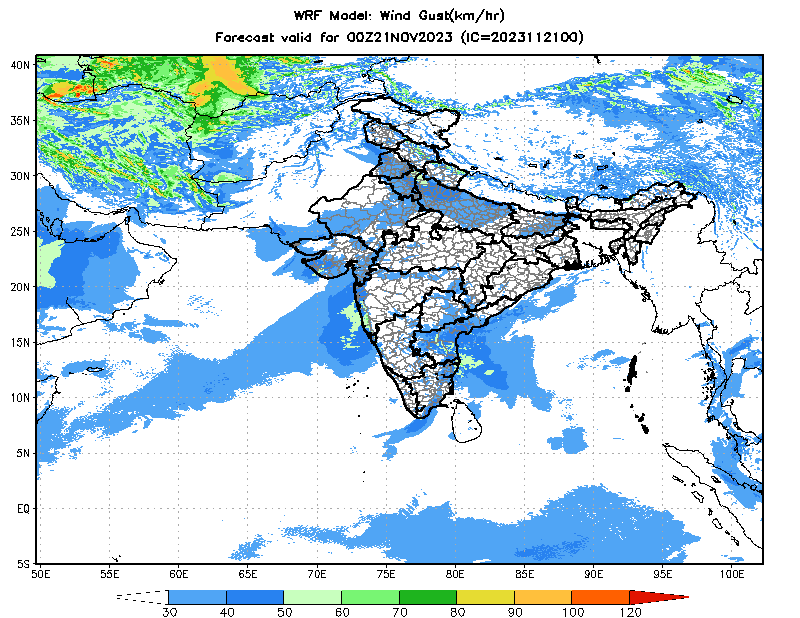 WRF Model: Wind Gust(km/hr)
Forecast valid for 00Z21NOV2023 (IC=2023112100)
40N
35N
30N
25N
20N
15N
10N
5N
EQ
5S
50E 55E 60E 65E 70E 75E 80E 85E 90E 95E 100E
30 40 50 60 70 80 90 100 120